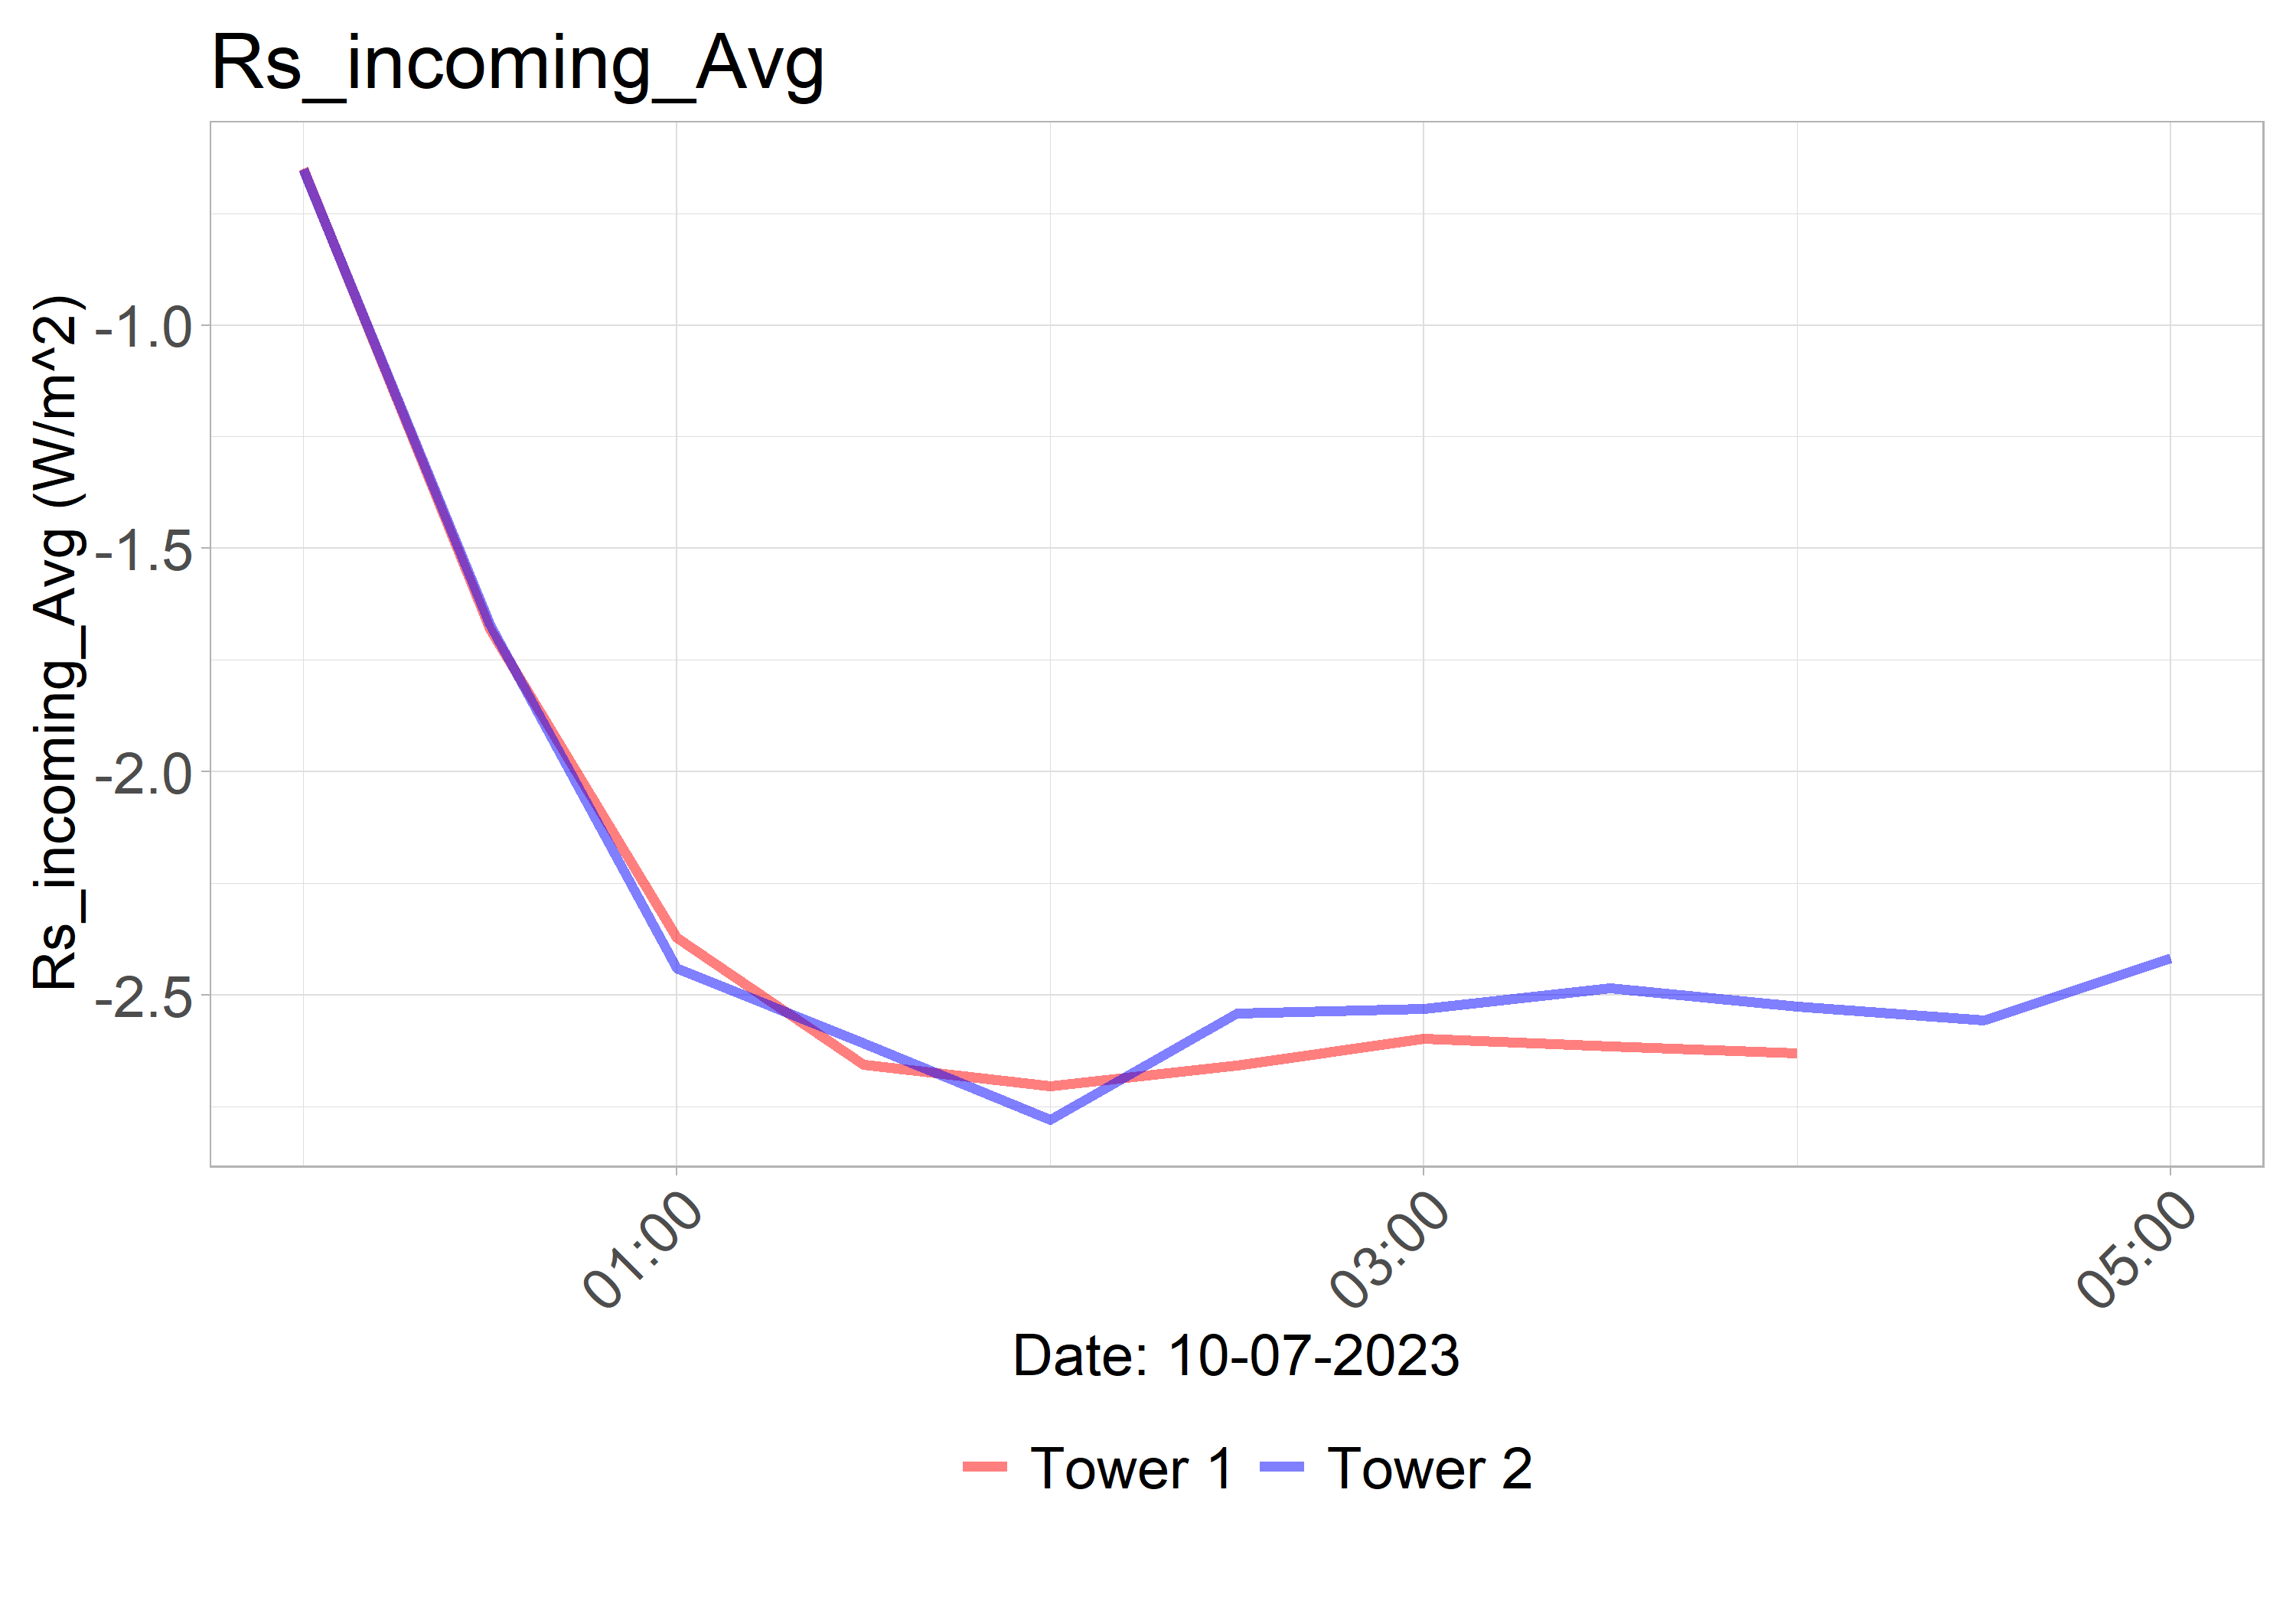 Rs_incoming_Avg
Rs_incoming_Avg (W/m^2)
-1.0
-1.5
-2.0
-2.5
01:00
03:00
05:00
Date: 10-07-2023
Tower 1
Tower 2